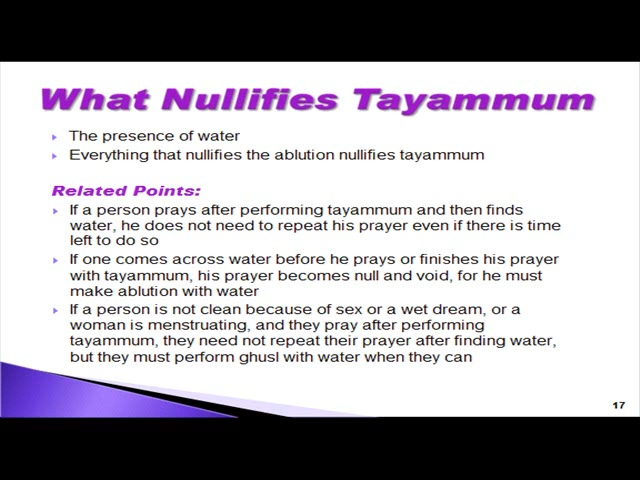 What Nullifies Tayammum
The presence of water
Everything that nullifies the ablution nullifies tayammum
Related Points:
If a person prays after performing tayammum and then finds
water, he does not need to repeat his prayer even if there is time
left to do so
If one comes across water before he prays or finishes his prayer
with tayammum, his prayer becomes null and void, for he must
make ablution with water
If a person is not clean because of sex or a wet dream, or a
woman is menstruating, and they pray after performing
tayammum, they need not repeat their prayer after finding water,
but they must perform ghusl with water when they can
17